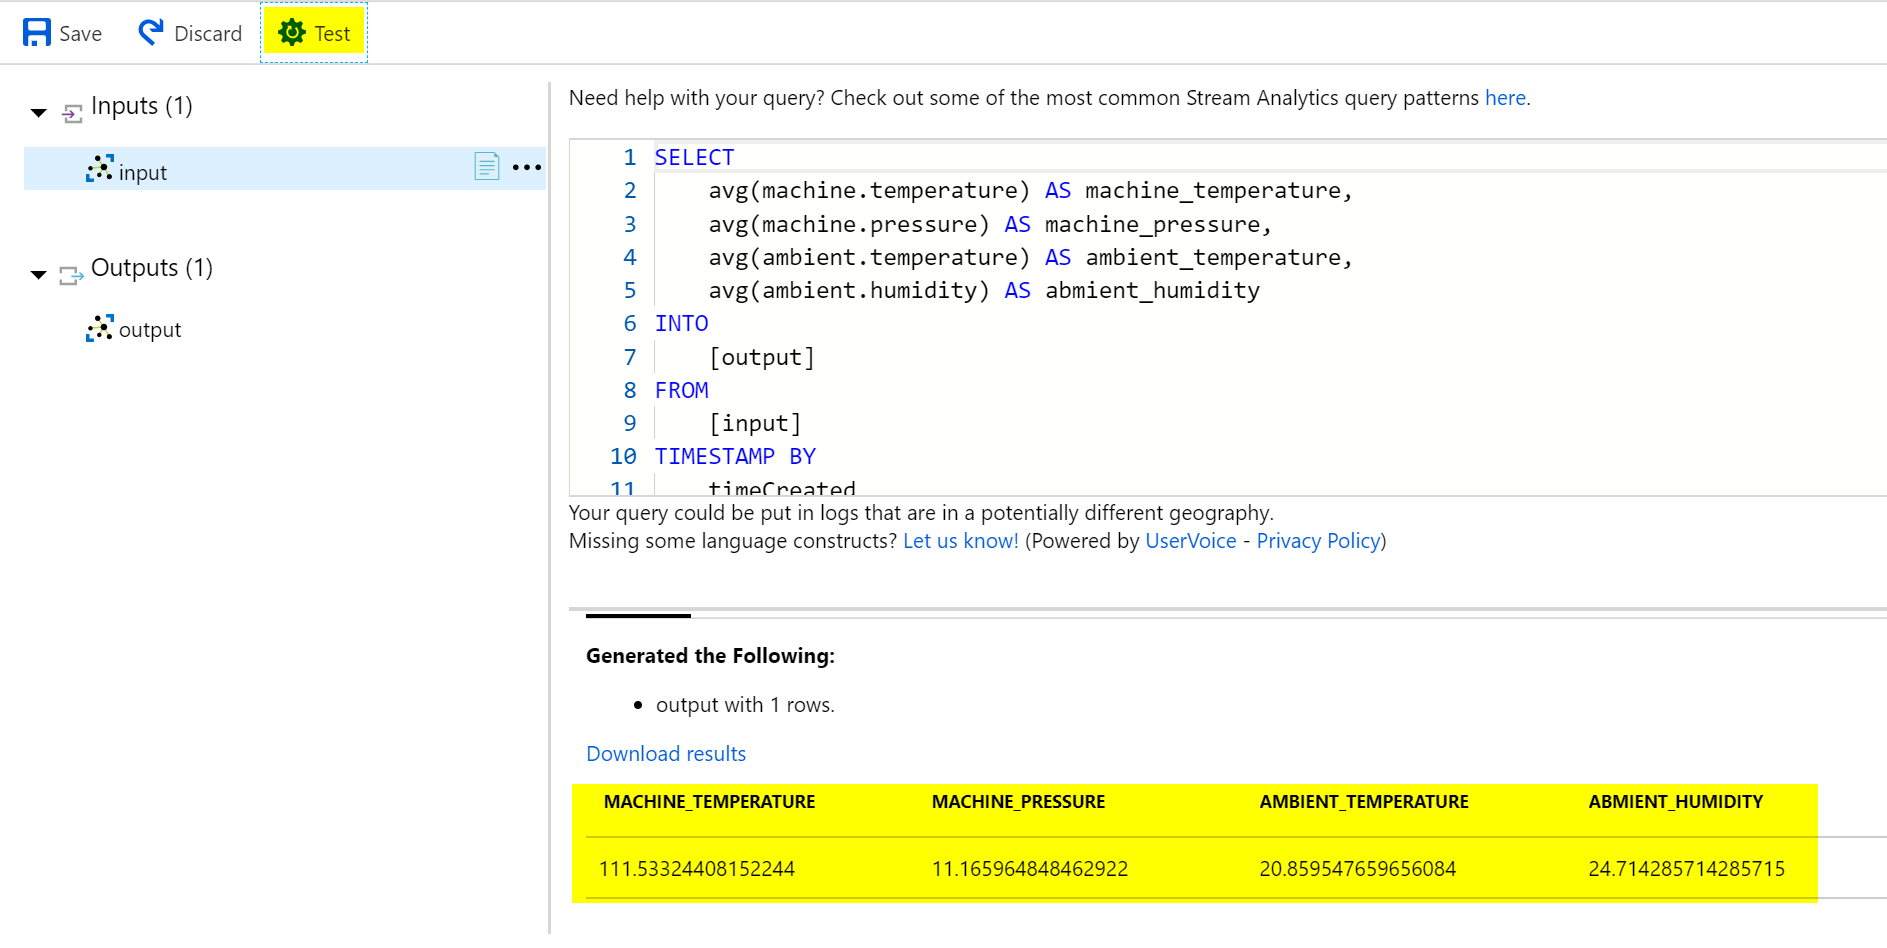 Save Discard Test
Inputs (1)
input
Outputs (1)
output
Need help with your query? Check out some of the most common Stream Analytics query patterns here.
1 SELECT
2     avg(machine.temperature) AS machine_temperature,
3     avg(machine.pressure) AS machine_pressure,
4     avg(ambient.temperature) AS ambient_temperature,
5     avg(ambient.humidity) AS abmient_humidity
6 INTO
7     [output]
8 FROM
9     [input]
10 TIMESTAMP BY
11     timeCreated
Your query could be put in logs that are in a potentially different geography.
Missing some language constructs? Let us know! (Powered by UserVoice - Privacy Policy)
Generated the Following:
• output with 1 rows.
Download results
MACHINE_TEMPERATURE MACHINE_PRESSURE AMBIENT_TEMPERATURE ABMIENT_HUMIDITY
111.53324408152244 11.165964848462922 20.859547659656084 24.714285714285715